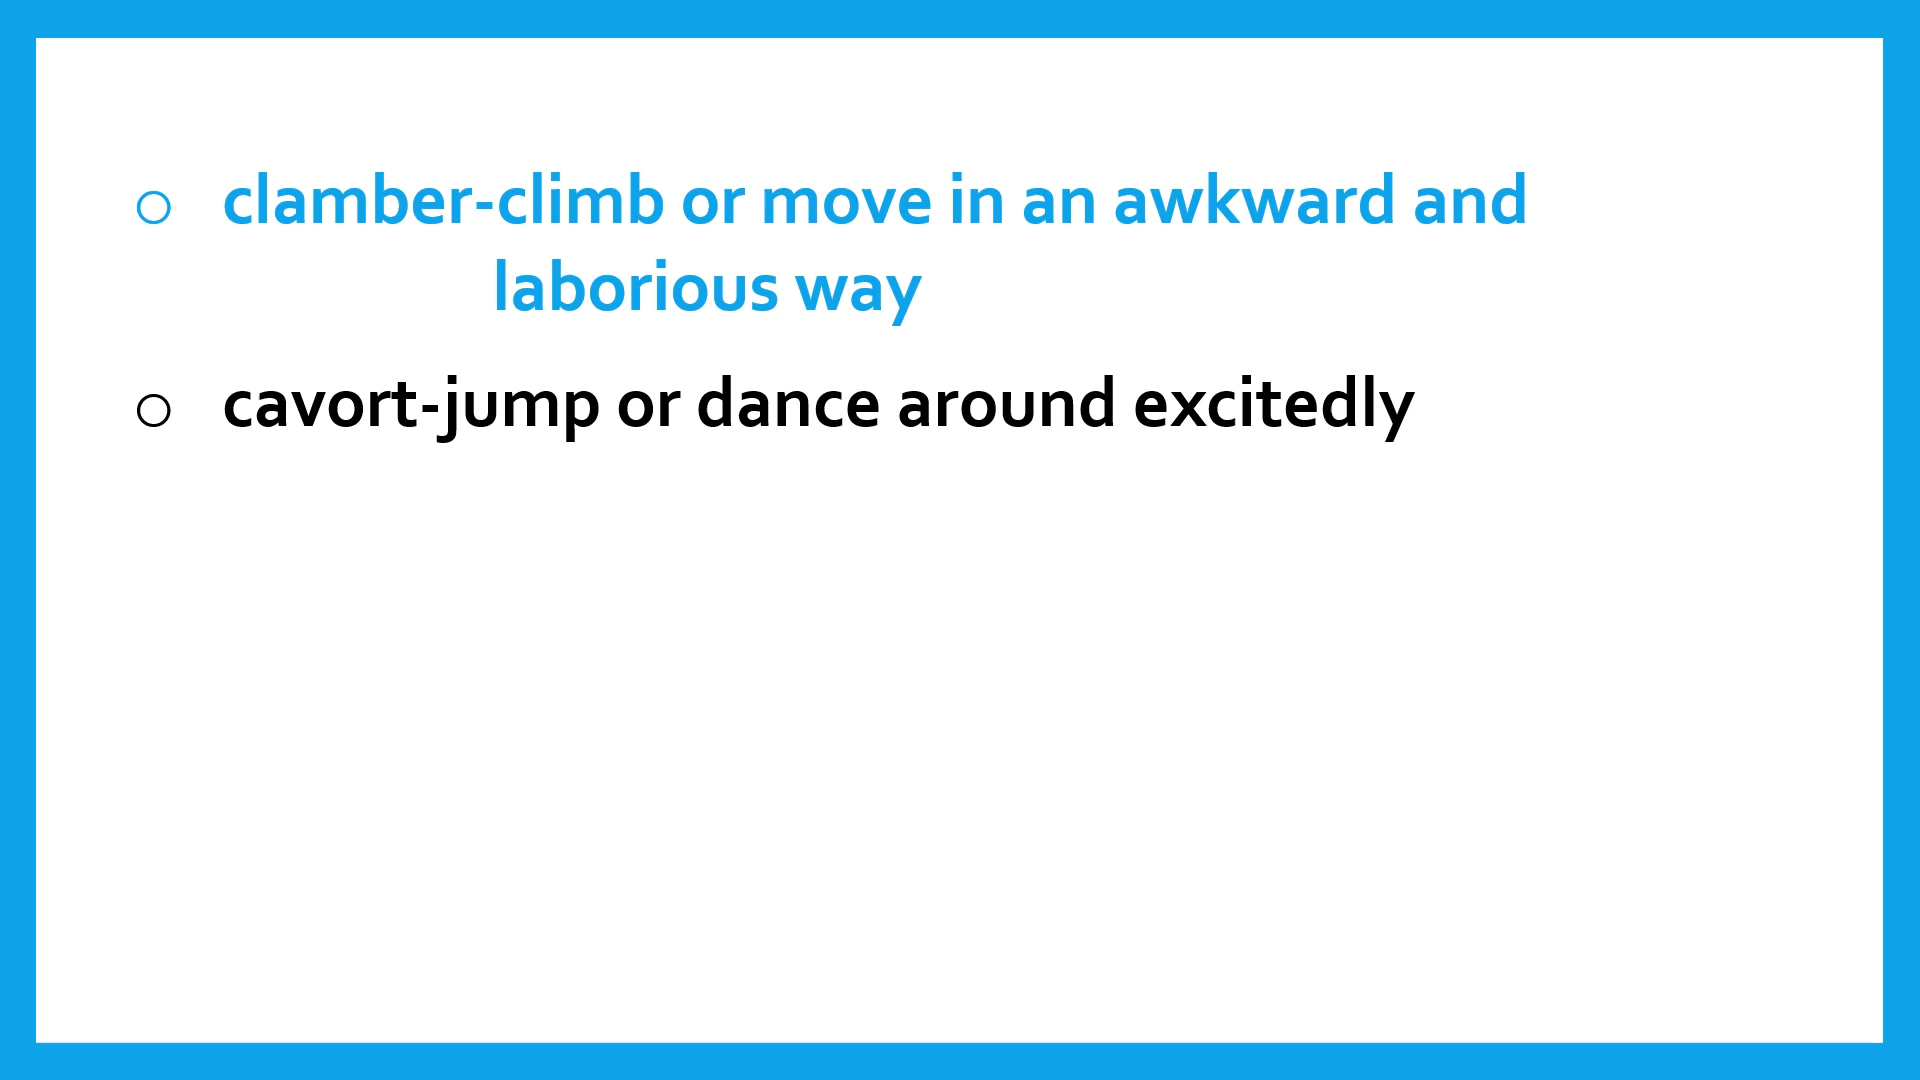 ○ clamber-climb or move in an awkward and
laborious way
○ cavort-jump or dance around excitedly